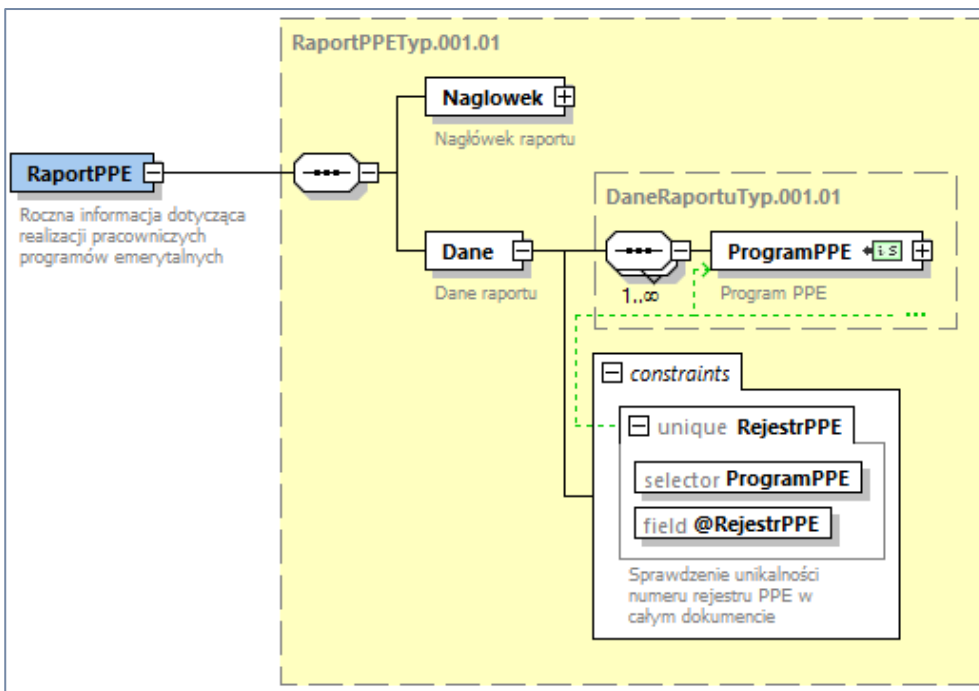 RaportPPETyp.001.01
Naglowek
Nagłówek raportu
RaportPPE
Roczna informacja dotycząca
realizacji pracowniczych
programów emerytalnych
DaneRaportuTyp.001.01
Dane
Dane raportu
1..∞
ProgramPPE
i s
Program PPE
...
constraints
unique RejestrPPE
selector ProgramPPE
field @RejestrPPE
Sprawdzenie unikalności
numeru rejestru PPE w
całym dokumencie